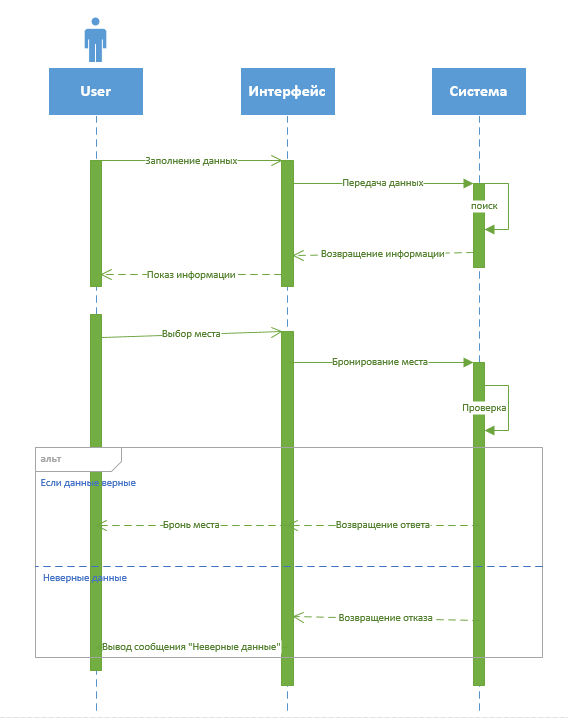 User
Интерфейс
Система
Заполнение данных
Передача данных
поиск
Возвращение информации
Показ информации
Выбор места
Бронирование места
Проверка
альт
Если данные верные
Бронь места
Возвращение ответа
Неверные данные
Возвращение отказа
Вывод сообщения "Неверные данные"